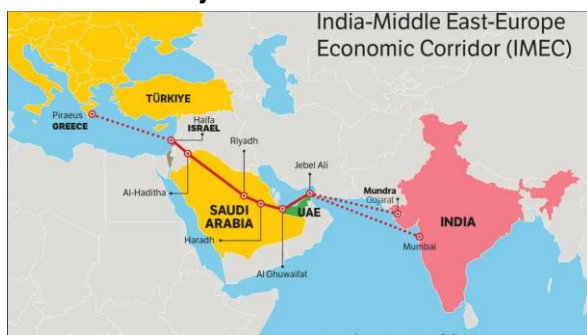 India-Middle East-Europe
Economic Corridor (IMEC)
TÜRKIYE
Piraeus
GREECE
Haifa
ISRAEL
Riyadh
Jebel Ali
Al-Haditha
Mundra
Gujarat
SAUDI
ARABIA
UAE
INDIA
Haradh
Mumbai
Al Ghuwaifat